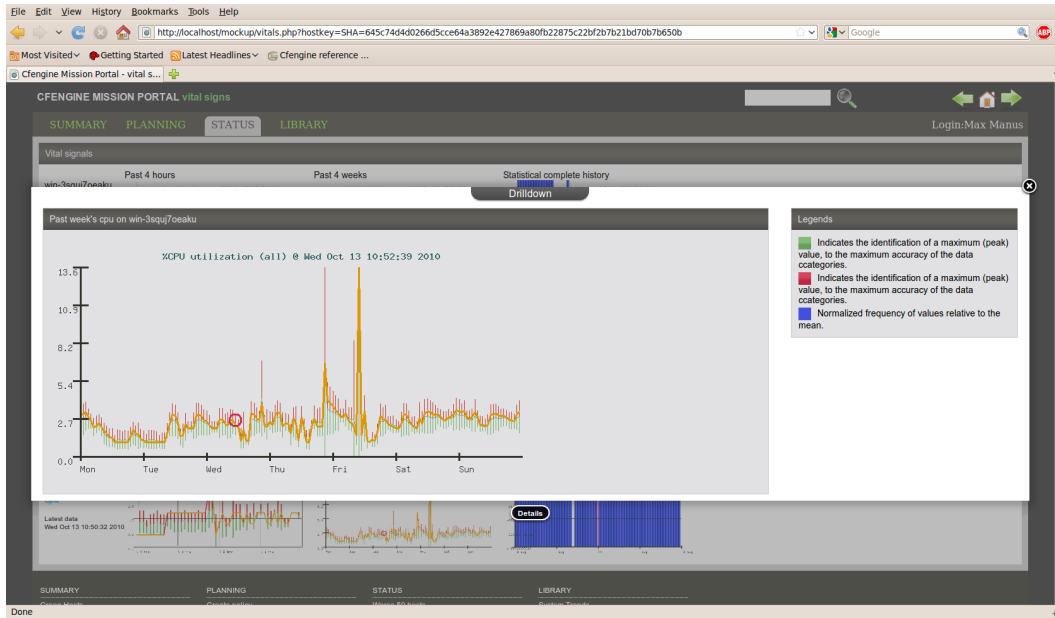 File Edit View History Bookmarks Tools Help
http://localhost/mockup/vitals.php?hostkey=SHA=645c74d4d0266d5cce64a3892e427869a80fb22875c22bf2b7b21bd70b7b650b
Google
ABP
Most Visited Getting Started Latest Headlines Cfengine reference ...
Cfengine Mission Portal - vital s...
CFENGINE MISSION PORTAL vital signs
SUMMARY PLANNING STATUS LIBRARY
Login:Max Manus
Vital signals
Past 4 hours Past 4 weeks Statistical complete history
win-3squj7oeaku
Drilldown
Past week's cpu on win-3squj7oeaku
%CPU utilization (all) @ Wed Oct 13 10:52:39 2010
13.6
10.9
8.2
5.4
2.7
0.0
Mon Tue Wed Thu Fri Sat Sun
Legends
Indicates the identification of a maximum (peak)
value, to the maximum accuracy of the data
ccategories.
Indicates the identification of a maximum (peak)
value, to the maximum accuracy of the data
ccategories.
Normalized frequency of values relative to the
mean.
Latest data
Wed Oct 13 10:50:32 2010
Details
SUMMARY PLANNING STATUS LIBRARY
Done